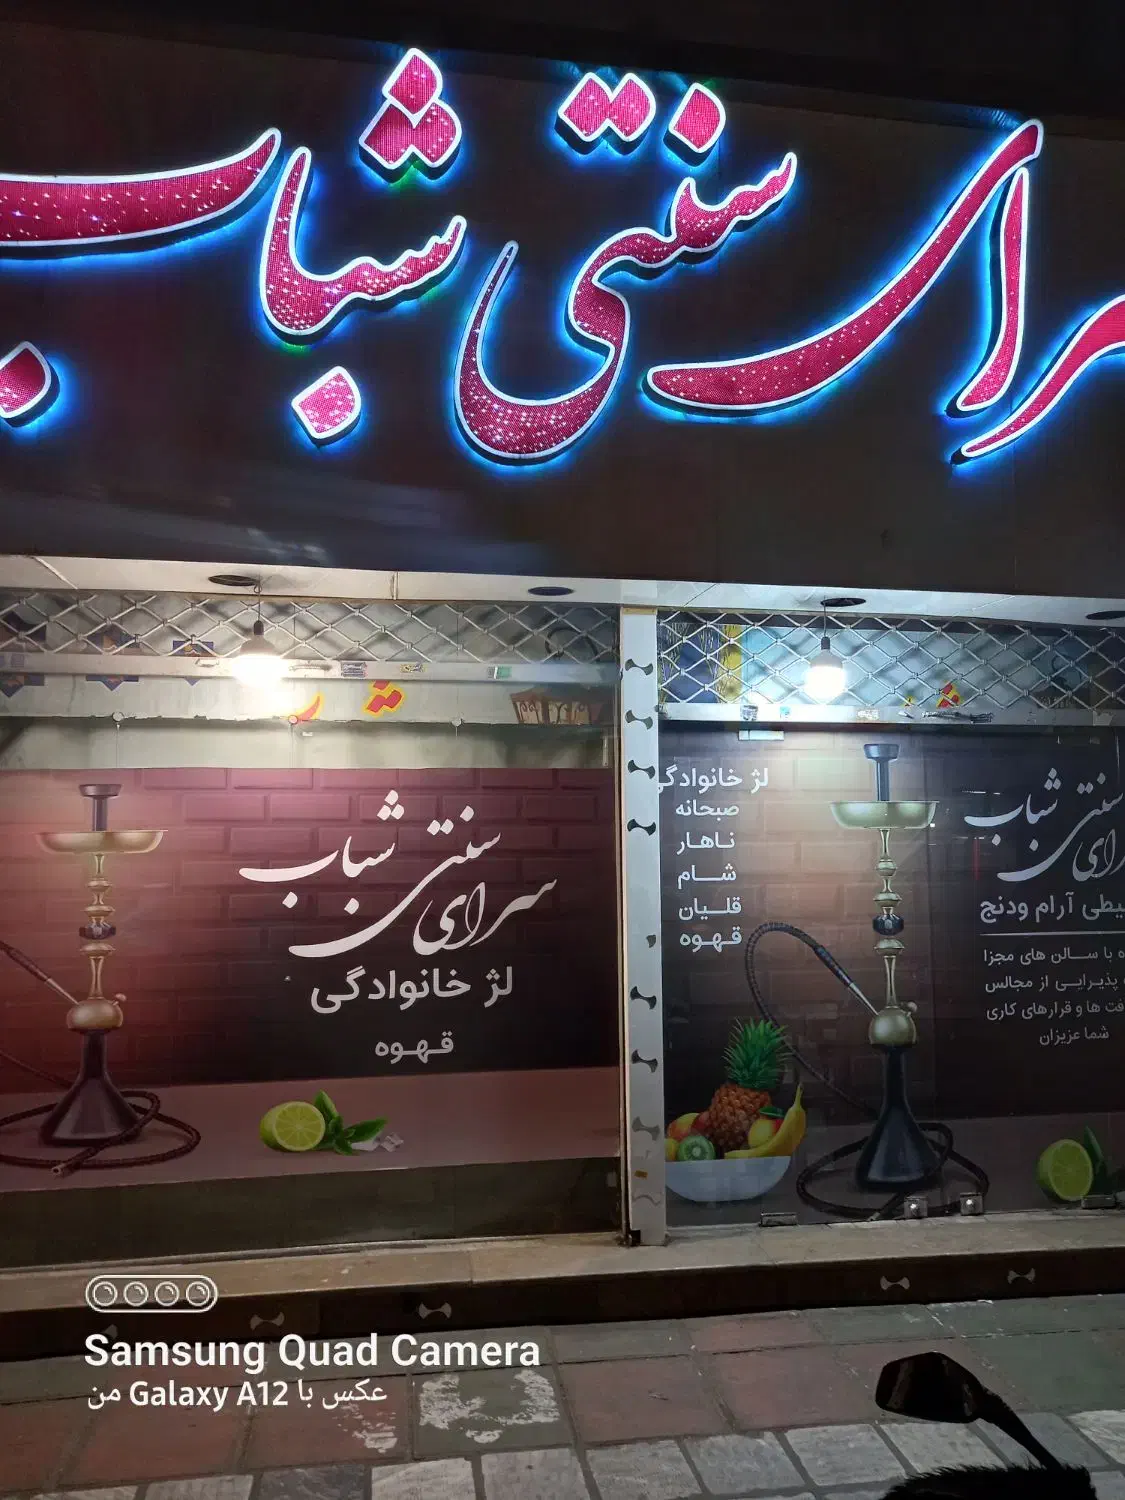 سرای سنتی شباب
سرای سنتی شباب
لژ خانوادگی
قهوه
لژ خانوادگی
صبحانه
ناهار
شام
قلیان
قهوه
سنتی شباب
آرام ودنج
با سالن های مجزا
پذیرایی از مجالس
ها و قرارهای کاری
شما عزیزان
Samsung Quad Camera
عکس با Galaxy A12 من